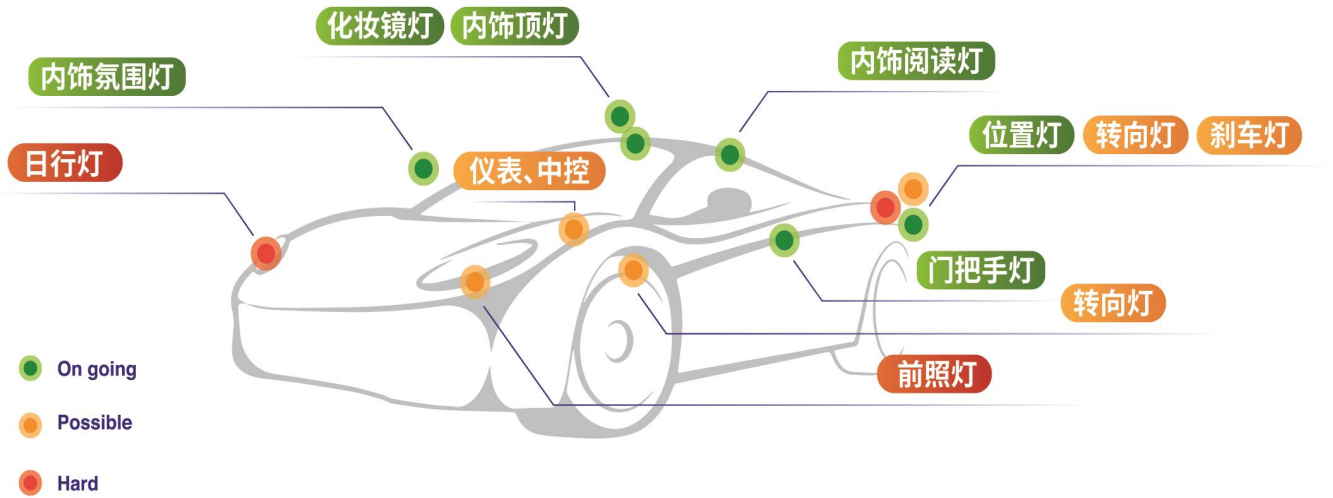 化妆镜灯 内饰顶灯
内饰阅读灯
内饰氛围灯
位置灯 转向灯 刹车灯
日行灯
仪表、中控
门把手灯
转向灯
前照灯
On going
Possible
Hard